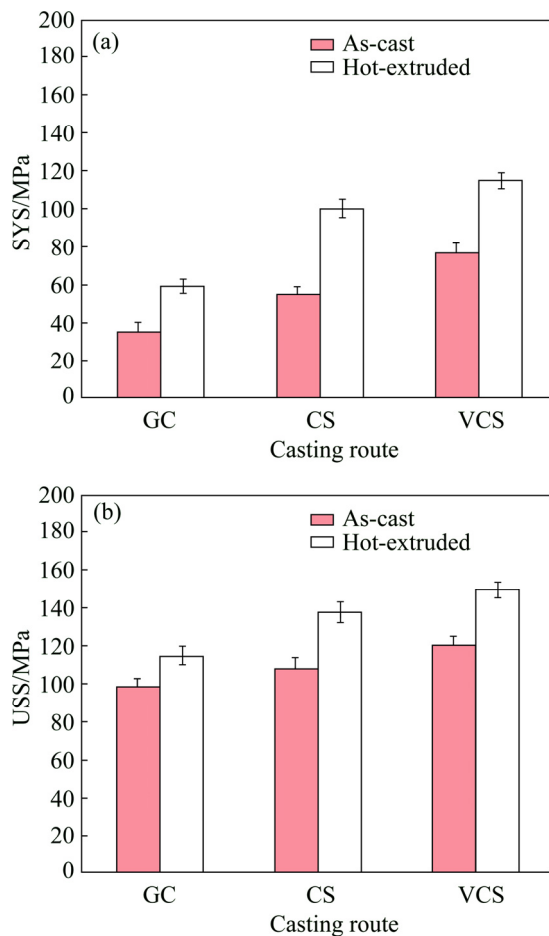 (a)
As-cast
Hot-extruded
SYS/MPa
200
180
160
140
120
100
80
60
40
20
0
GC CS VCS
Casting route
(b)
As-cast
Hot-extruded
USS/MPa
200
180
160
140
120
100
80
60
40
20
0
GC CS VCS
Casting route